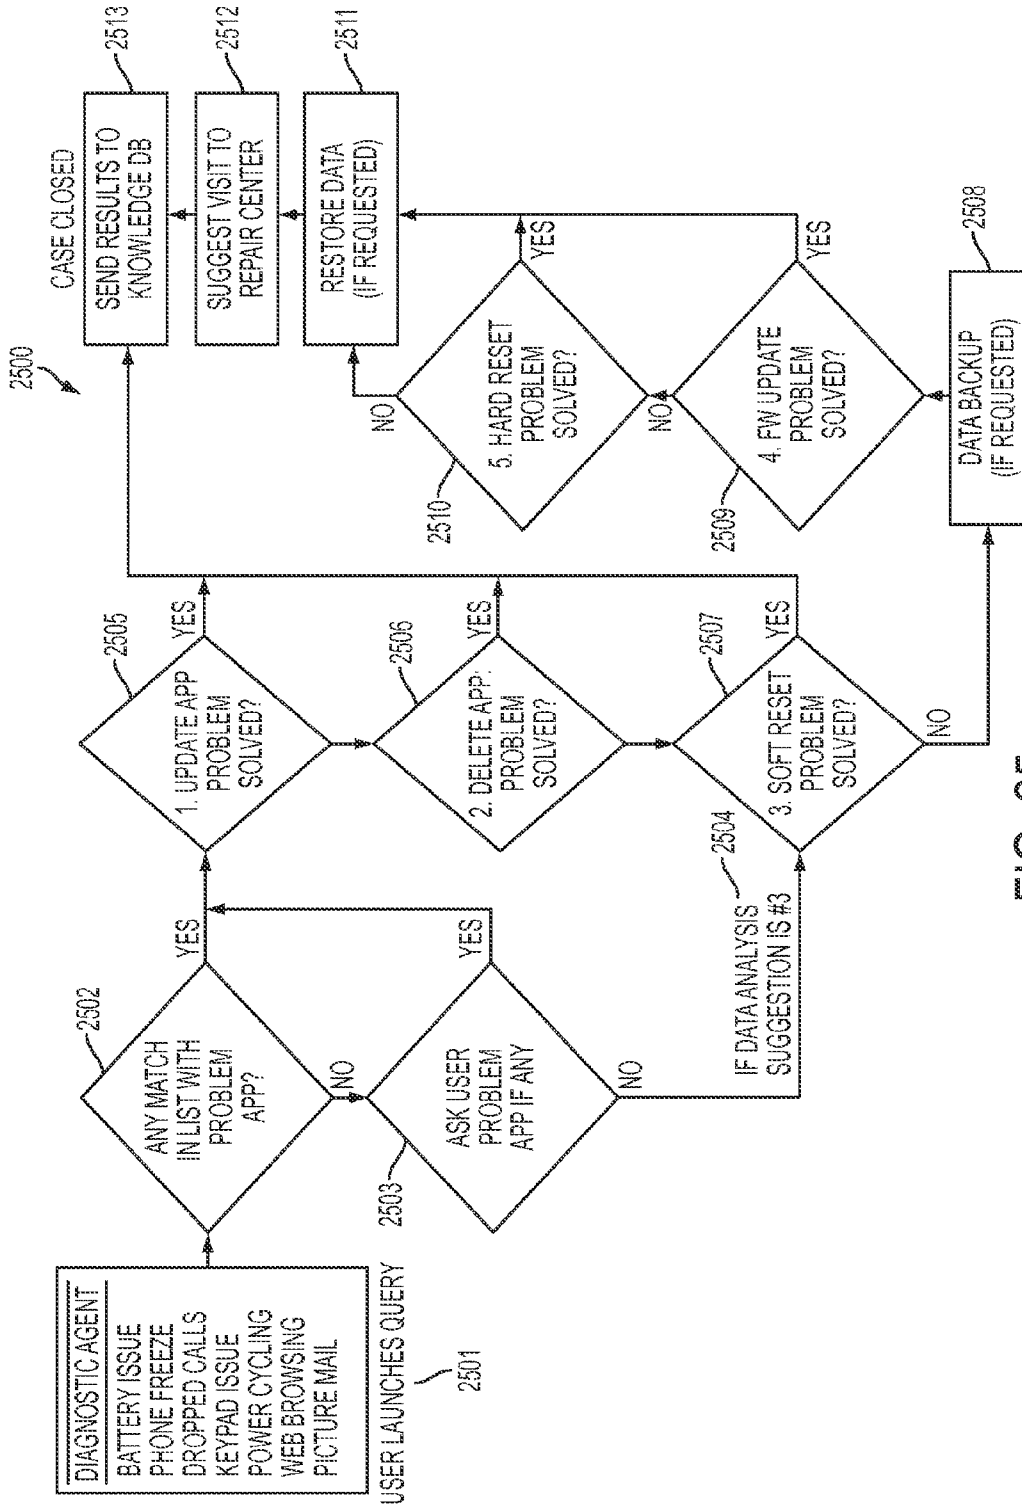 2500
DIAGNOSTIC AGENT
BATTERY ISSUE
PHONE FREEZE
DROPPED CALLS
KEYPAD ISSUE
POWER CYCLING
WEB BROWSING
PICTURE MAIL
USER LAUNCHES QUERY
2501
2502
ANY MATCH
IN LIST WITH
PROBLEM
APP?
YES
NO
2503
ASK USER
PROBLEM
APP IF ANY
YES
NO
2504
IF DATA ANALYSIS
SUGGESTION IS #3
2505
1. UPDATE APP
PROBLEM
SOLVED?
YES
2506
2. DELETE APP:
PROBLEM
SOLVED?
YES
2507
3. SOFT RESET
PROBLEM
SOLVED?
YES
NO
2508
DATA BACKUP
(IF REQUESTED)
2509
4. FW UPDATE
PROBLEM
SOLVED?
YES
NO
2510
5. HARD RESET
PROBLEM
SOLVED?
YES
NO
2511
RESTORE DATA
(IF REQUESTED)
2512
SUGGEST VISIT TO
REPAIR CENTER
2513
CASE CLOSED
SEND RESULTS TO
KNOWLEDGE DB